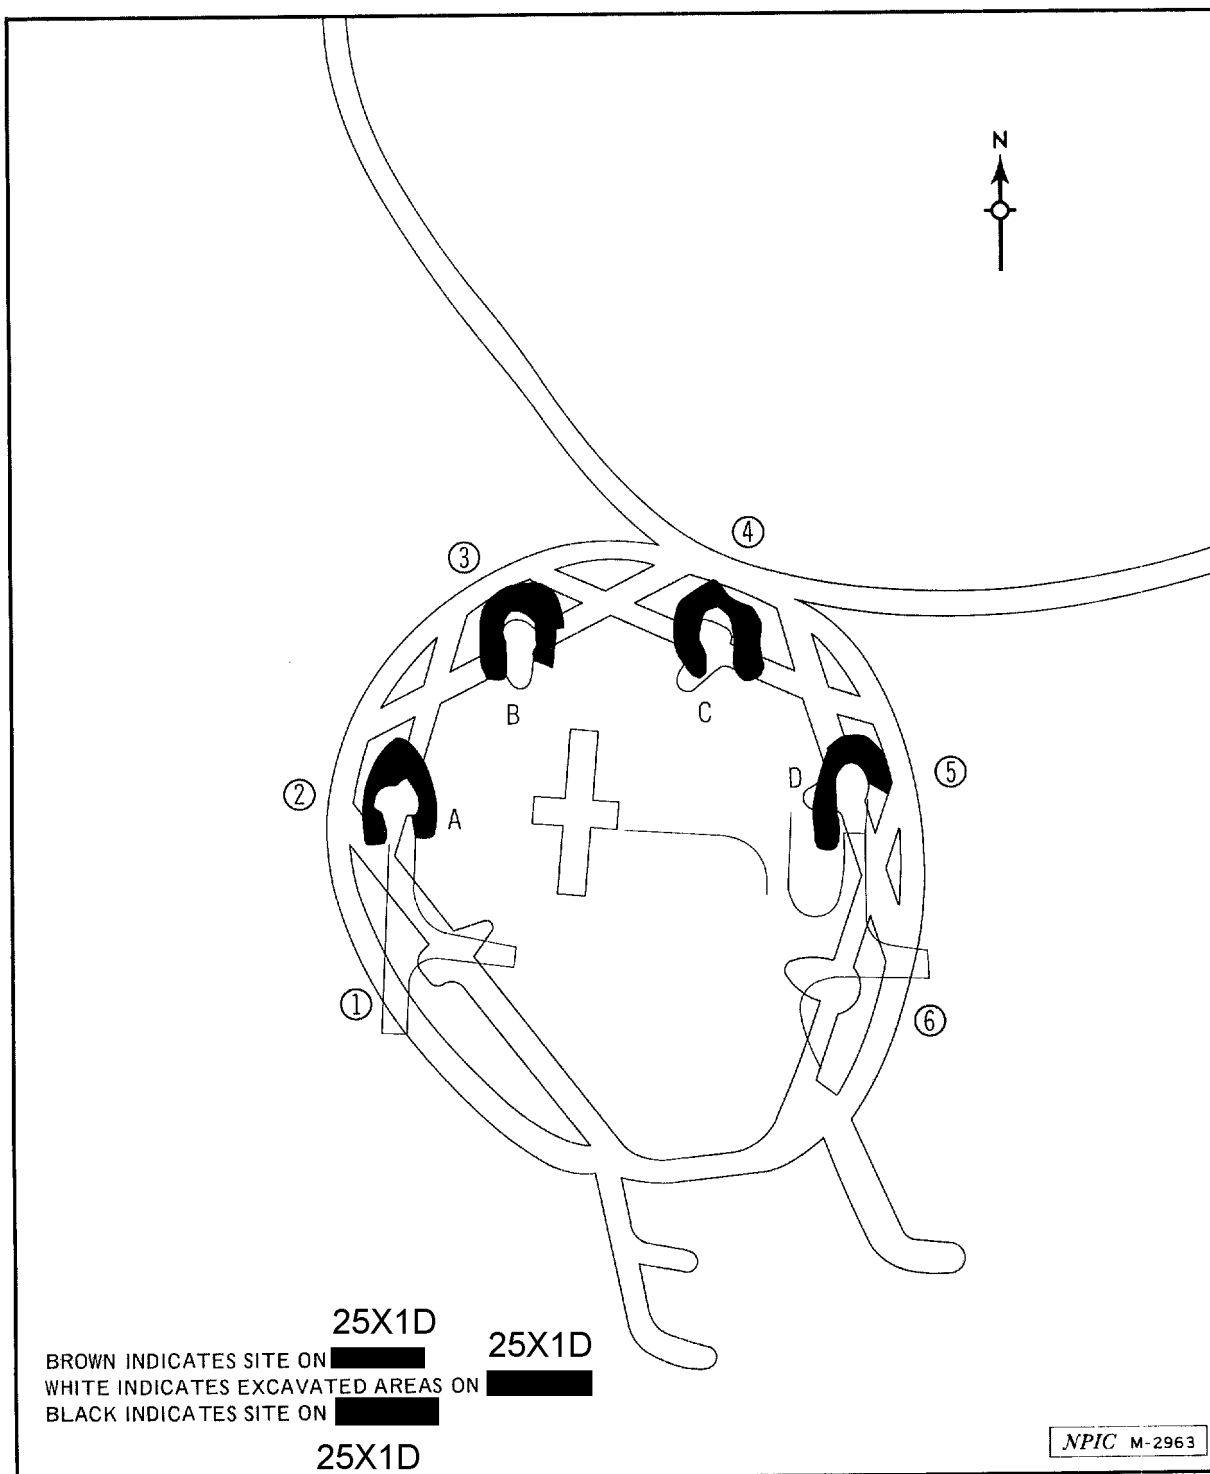 N
④
③
B
C
⑤
D
②
A
①
⑥
25X1D
25X1D
BROWN INDICATES SITE ON
WHITE INDICATES EXCAVATED AREAS ON
BLACK INDICATES SITE ON
25X1D
NPIC M-2963